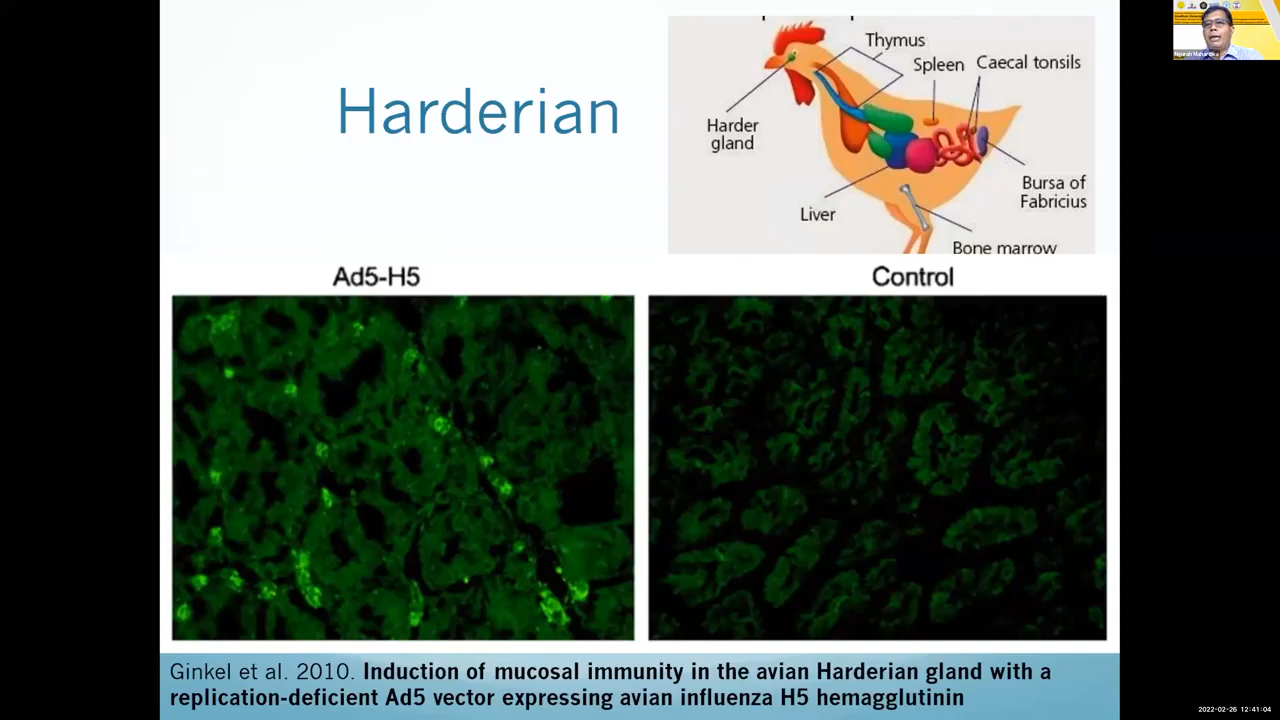 Harderian
Thymus
Spleen
Caecal tonsils
Harder
gland
Bursa of
Fabricius
Liver
Bone marrow
Ad5-H5
Control
Ginkel et al. 2010. Induction of mucosal immunity in the avian Harderian gland with a
replication-deficient Ad5 vector expressing avian influenza H5 hemagglutinin
Ngurah Mahardika
2022-02-26 12:41:04